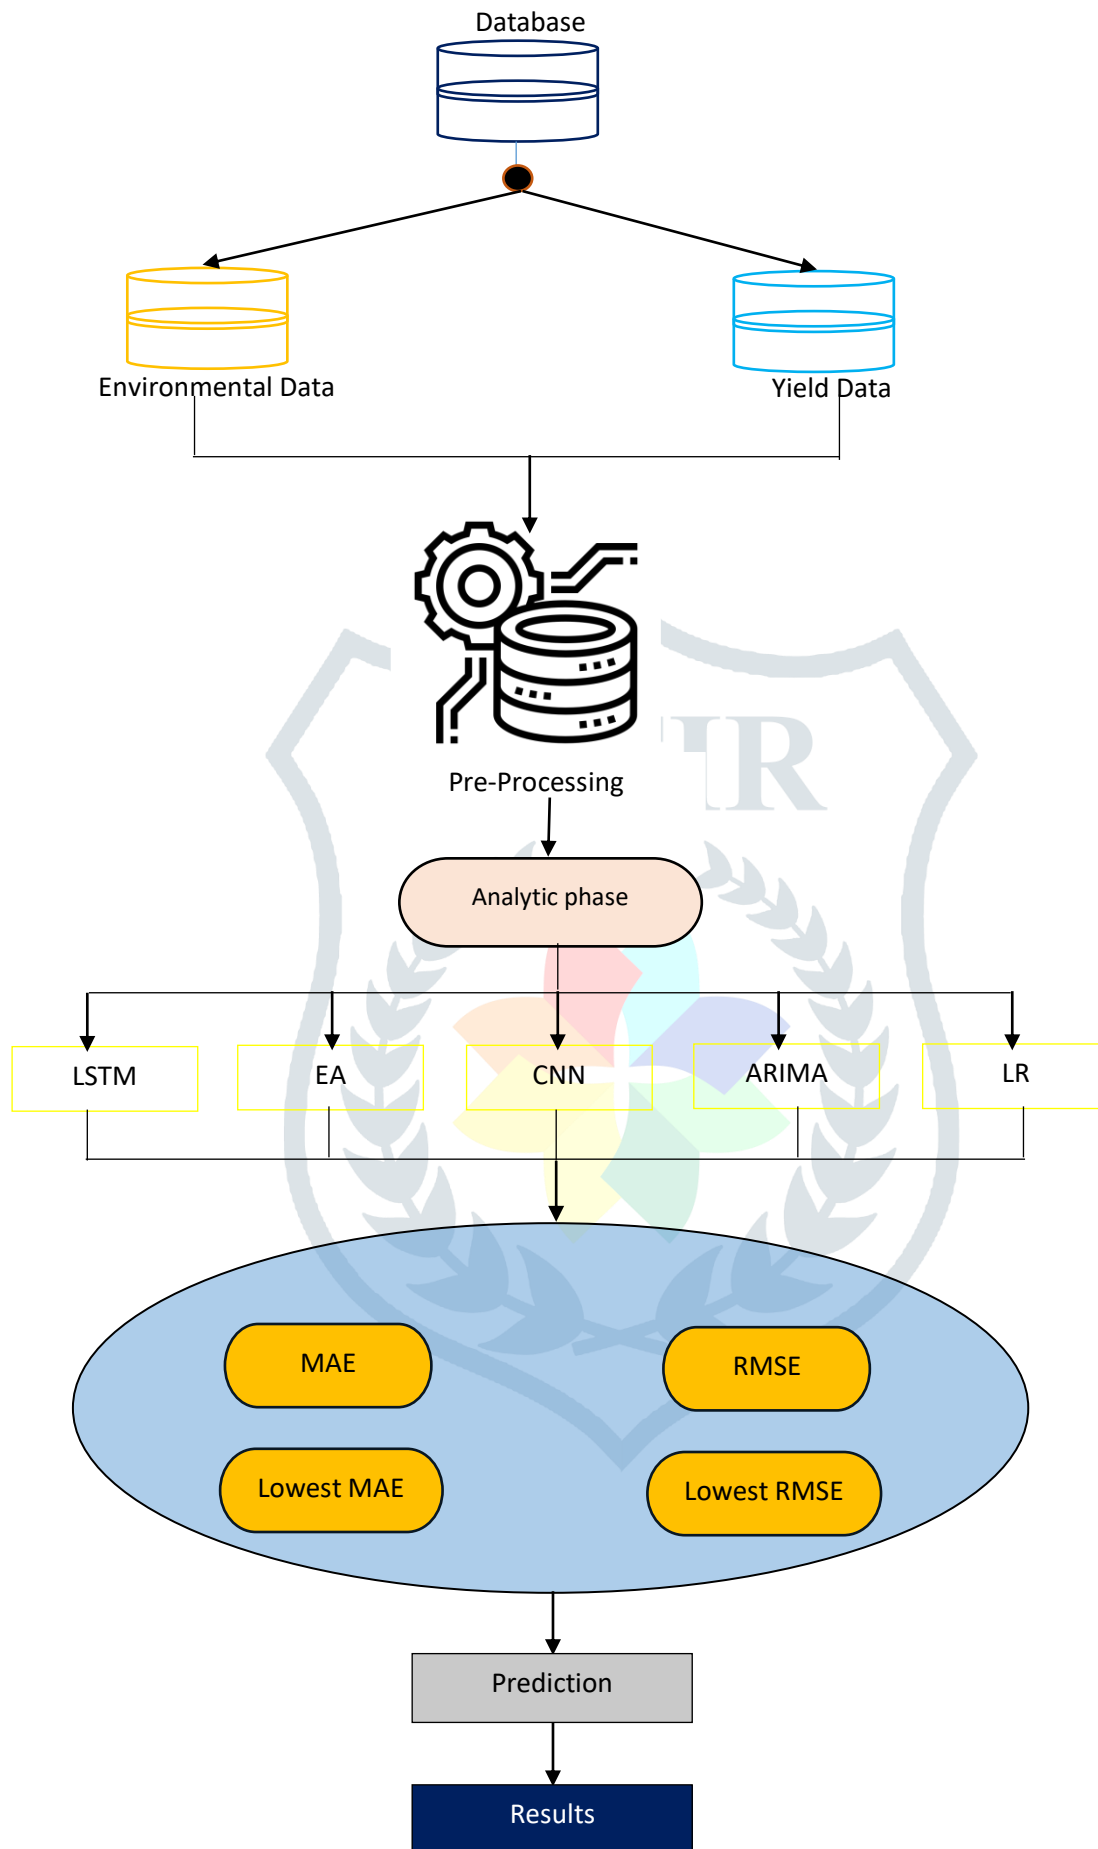 Database
Environmental Data
Yield Data
Pre-Processing
Analytic phase
LSTM
EA
CNN
ARIMA
LR
MAE
RMSE
Lowest MAE
Lowest RMSE
Prediction
Results